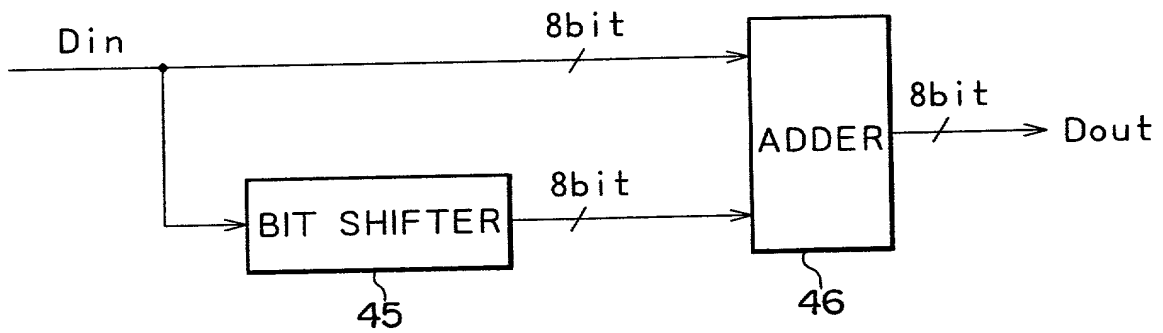 Din
8bit
8bit
ADDER
Dout
8bit
BIT SHIFTER
45
46